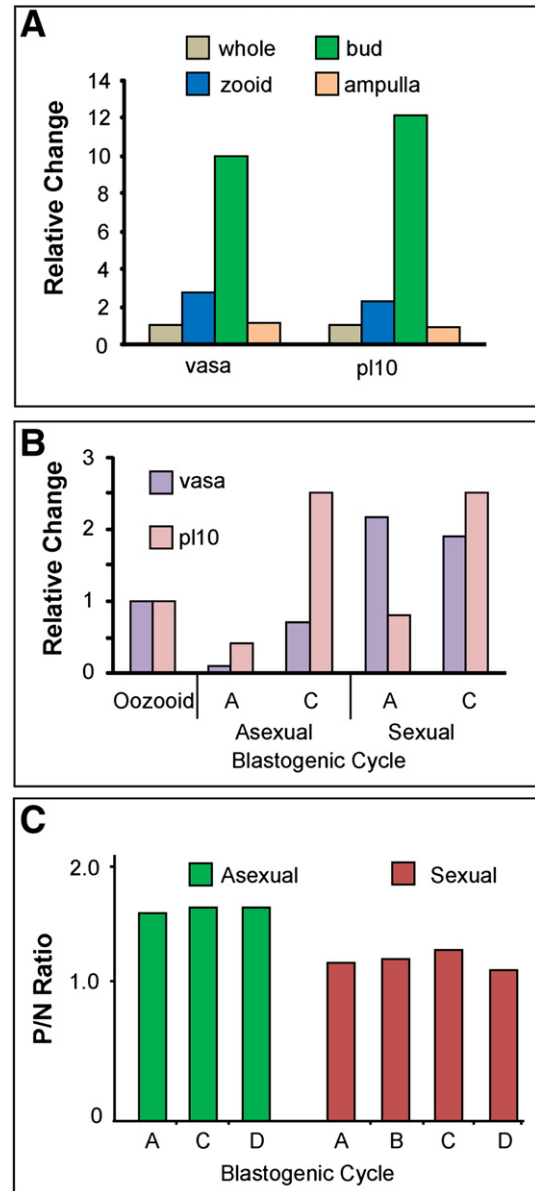 A
whole bud
zooid ampulla
Relative Change
14
12
10
8
6
4
2
0
vasa pl10
B
vasa
pl10
Relative Change
3
2
1
0
Oozooid A C A C
Asexual Sexual
Blastogenic Cycle
C
Asexual Sexual
P/N Ratio
2.0
1.0
0
A C D A B C D
Blastogenic Cycle